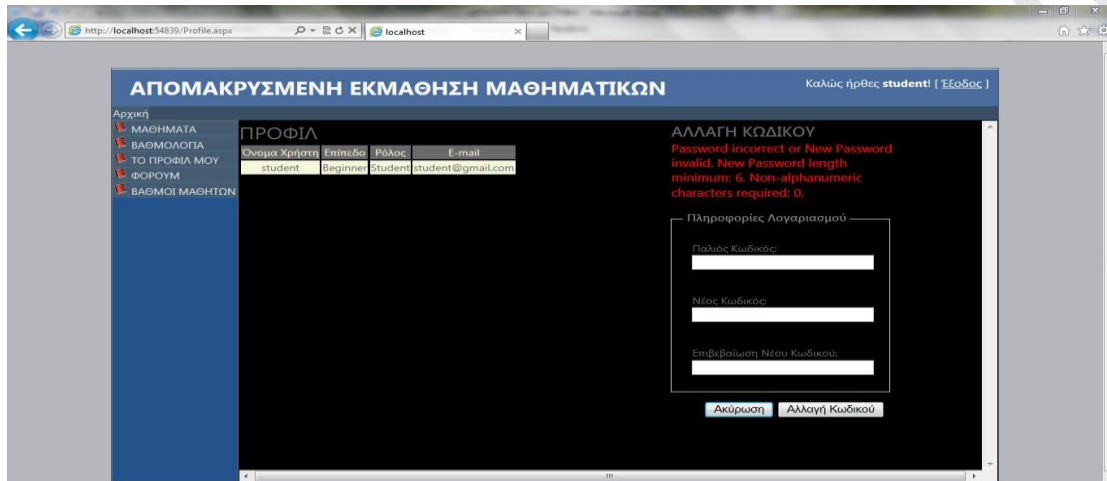 http://localhost:54839/Profile.aspx
localhost
ΑΠΟΜΑΚΡΥΣΜΕΝΗ ΕΚΜΑΘΗΣΗ ΜΑΘΗΜΑΤΙΚΩΝ
Καλώς ήρθες student! [ Έξοδος ]
Αρχική
ΜΑΘΗΜΑΤΑ
ΒΑΘΜΟΛΟΓΙΑ
ΤΟ ΠΡΟΦΙΛ ΜΟΥ
ΦΟΡΟΥΜ
ΒΑΘΜΟΙ ΜΑΘΗΤΩΝ
ΠΡΟΦΙΛ
Όνομα Χρήστη Επίπεδο Ρόλος E-mail
student Beginner Student student@gmail.com
ΑΛΛΑΓΗ ΚΩΔΙΚΟΥ
Password incorrect or New Password
invalid. New Password length
minimum: 6. Non-alphanumeric
characters required: 0.
Πληροφορίες Λογαριασμού
Παλιός Κωδικός:
Νέος Κωδικός:
Επιβεβαίωση Νέου Κωδικού:
Ακύρωση Αλλαγή Κωδικού